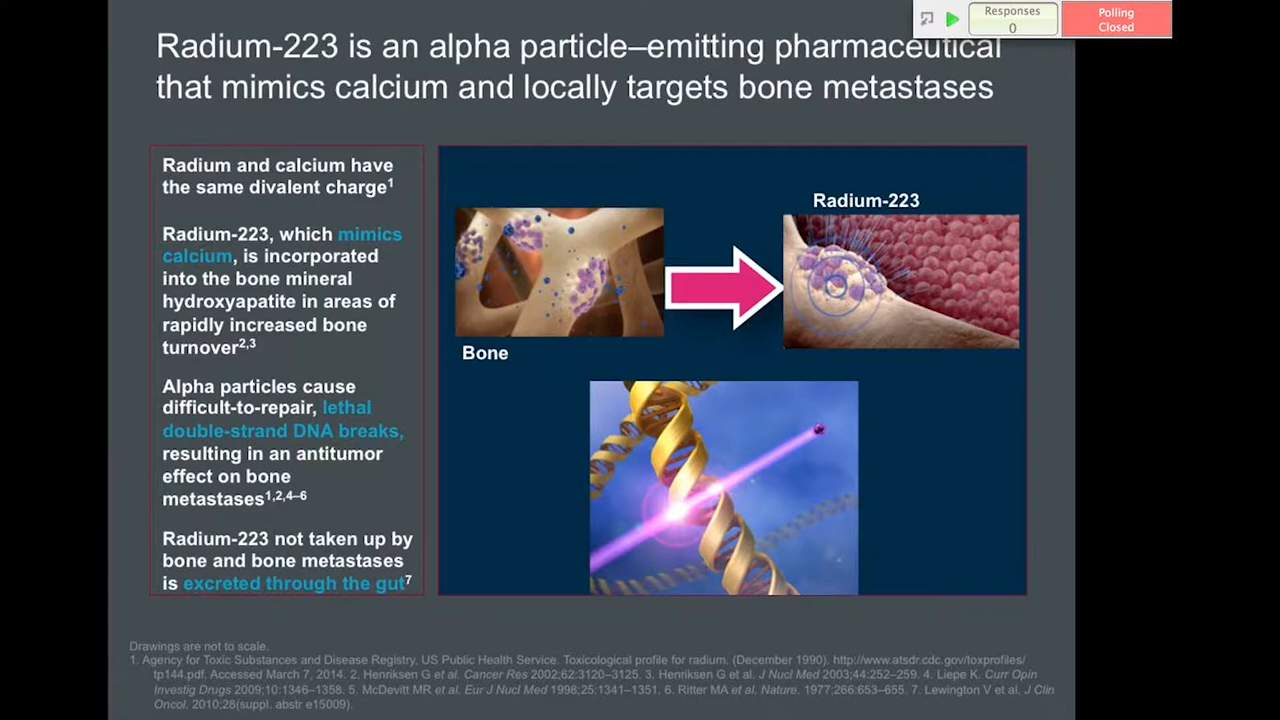 Responses
0
Polling
Closed
Radium-223 is an alpha particle–emitting pharmaceutical
that mimics calcium and locally targets bone metastases
Radium and calcium have
the same divalent charge1
Radium-223, which mimics
calcium, is incorporated
into the bone mineral
hydroxyapatite in areas of
rapidly increased bone
turnover2,3
Alpha particles cause
difficult-to-repair, lethal
double-strand DNA breaks,
resulting in an antitumor
effect on bone
metastases1,2,4–6
Radium-223 not taken up by
bone and bone metastases
is excreted through the gut7
Radium-223
Bone
Drawings are not to scale.
1. Agency for Toxic Substances and Disease Registry, US Public Health Service. Toxicological profile for radium. (December 1990). http://www.atsdr.cdc.gov/toxprofiles/
tp144.pdf. Accessed March 7, 2014. 2. Henriksen G et al. Cancer Res 2002;62:3120–3125. 3. Henriksen G et al. J Nucl Med 2003;44:252–259. 4. Liepe K. Curr Opin
Investig Drugs 2009;10:1346–1358. 5. McDevitt MR et al. Eur J Nucl Med 1998;25:1341–1351. 6. Ritter MA et al. Nature. 1977;266:653–655. 7. Lewington V et al. J Clin
Oncol. 2010;28(suppl. abstr e15009).